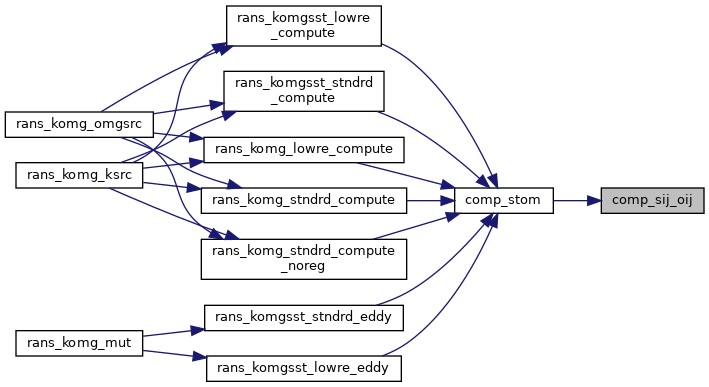 rans_komgsst_lowre
_compute
rans_komgsst_stndrd
_compute
rans_komg_omgsrc
rans_komg_lowre_compute
rans_komg_ksrc
rans_komg_stndrd_compute
comp_stom
comp_sij_oij
rans_komg_stndrd_compute
_noreg
rans_komgsst_stndrd_eddy
rans_komg_mut
rans_komgsst_lowre_eddy